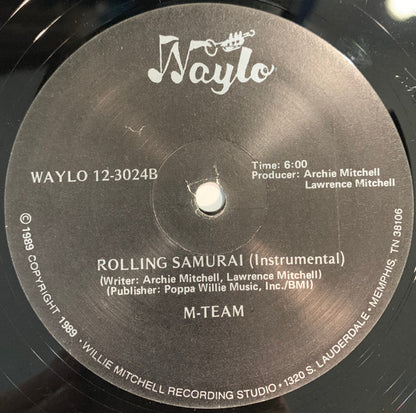 Waylo
WAYLO 12-3024B
Time: 6:00
Producer: Archie Mitchell
Lawrence Mitchell
ROLLING SAMURAI (Instrumental)
(Writer: Archie Mitchell, Lawrence Mitchell)
(Publisher: Poppa Willie Music, Inc./BMI)
M-TEAM
© 1989 COPYRIGHT 1989 · WILLIE MITCHELL RECORDING STUDIO • 1320 S. LAUDERDALE • MEMPHIS, TN 38106